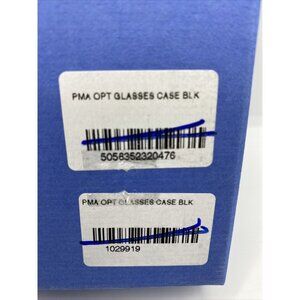 PMA OPT GLASSES CASE BLK
5056352320476
PMA OPT GLASSES CASE BLK
1029919